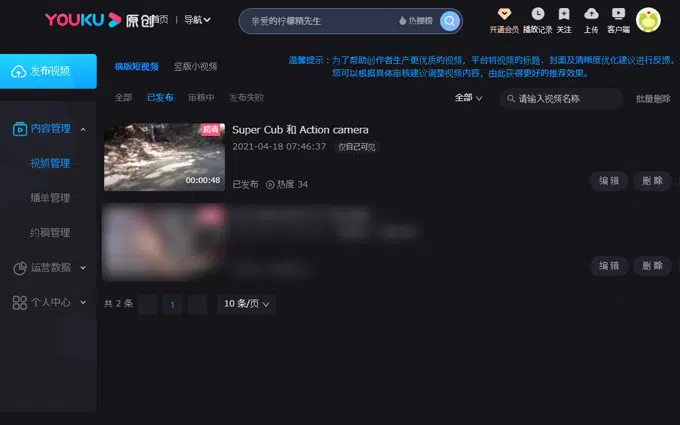 YOUKU 原创
首页 | 导航
亲爱的柠檬精先生
热搜榜
开通会员
播放记录
关注
上传
客户端
发布视频
横版短视频
竖版小视频
温馨提示：为了帮助创作者生产更优质的视频，平台将视频的标题、封面及清晰度优化建议进行反馈。
您可以根据具体审核建议调整视频内容，由此获得更好的推荐效果。
全部
已发布
审核中
发布失败
全部
请输入视频名称
批量删除
内容管理
视频管理
播单管理
约稿管理
运营数据
个人中心
超清
00:00:48
Super Cub 和 Action camera
2021-04-18 07:46:37
仅自己可见
已发布
热度 34
编辑
删除
编辑
删除
共 2 条
1
10 条/页